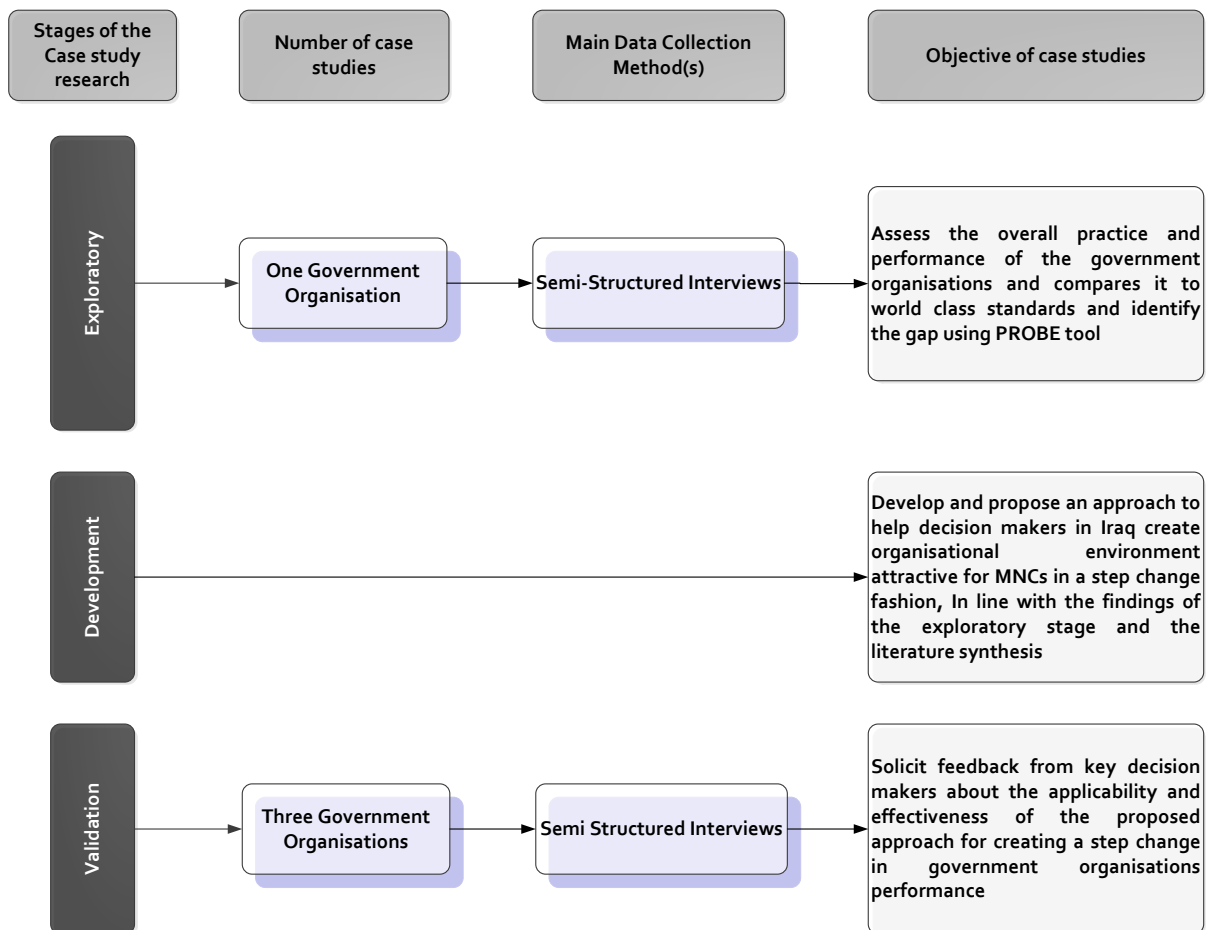 Stages of the
Case study
research
Number of case
studies
Main Data Collection
Method(s)
Objective of case studies
Exploratory
One Government
Organisation
Semi-Structured Interviews
Assess the overall practice and
performance of the government
organisations and compares it to
world class standards and identify
the gap using PROBE tool
Development
Develop and propose an approach to
help decision makers in Iraq create
organisational environment
attractive for MNCs in a step change
fashion, In line with the findings of
the exploratory stage and the
literature synthesis
Validation
Three Government
Organisations
Semi Structured Interviews
Solicit feedback from key decision
makers about the applicability and
effectiveness of the proposed
approach for creating a step change
in government organisations
performance